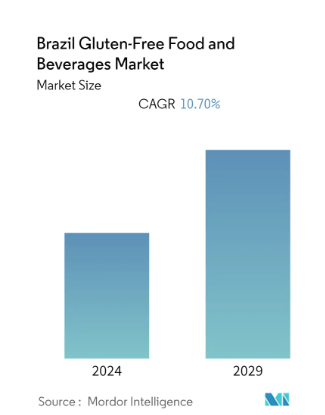 Brazil Gluten-Free Food and
Beverages Market
Market Size
CAGR 10.70%
2024
2029
Source : Mordor Intelligence